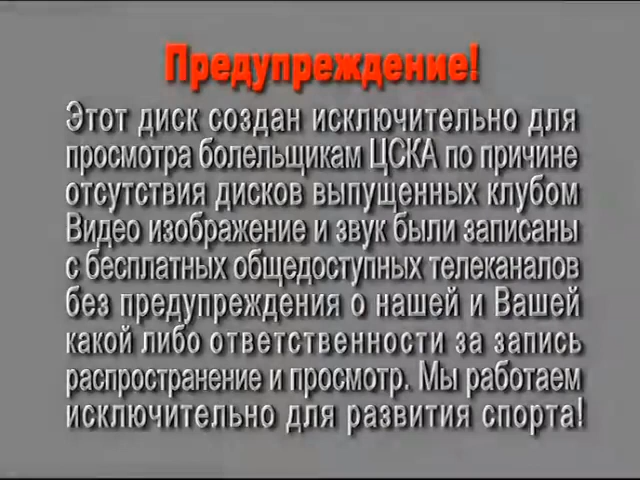 Предупреждение!
Этот диск создан исключительно для
просмотра болельщикам ЦСКА по причине
отсутствия дисков выпущенных клубом
Видео изображение и звук были записаны
с бесплатных общедоступных телеканалов
без предупреждения о нашей и Вашей
какой либо ответственности за запись
распространение и просмотр. Мы работаем
исключительно для развития спорта!